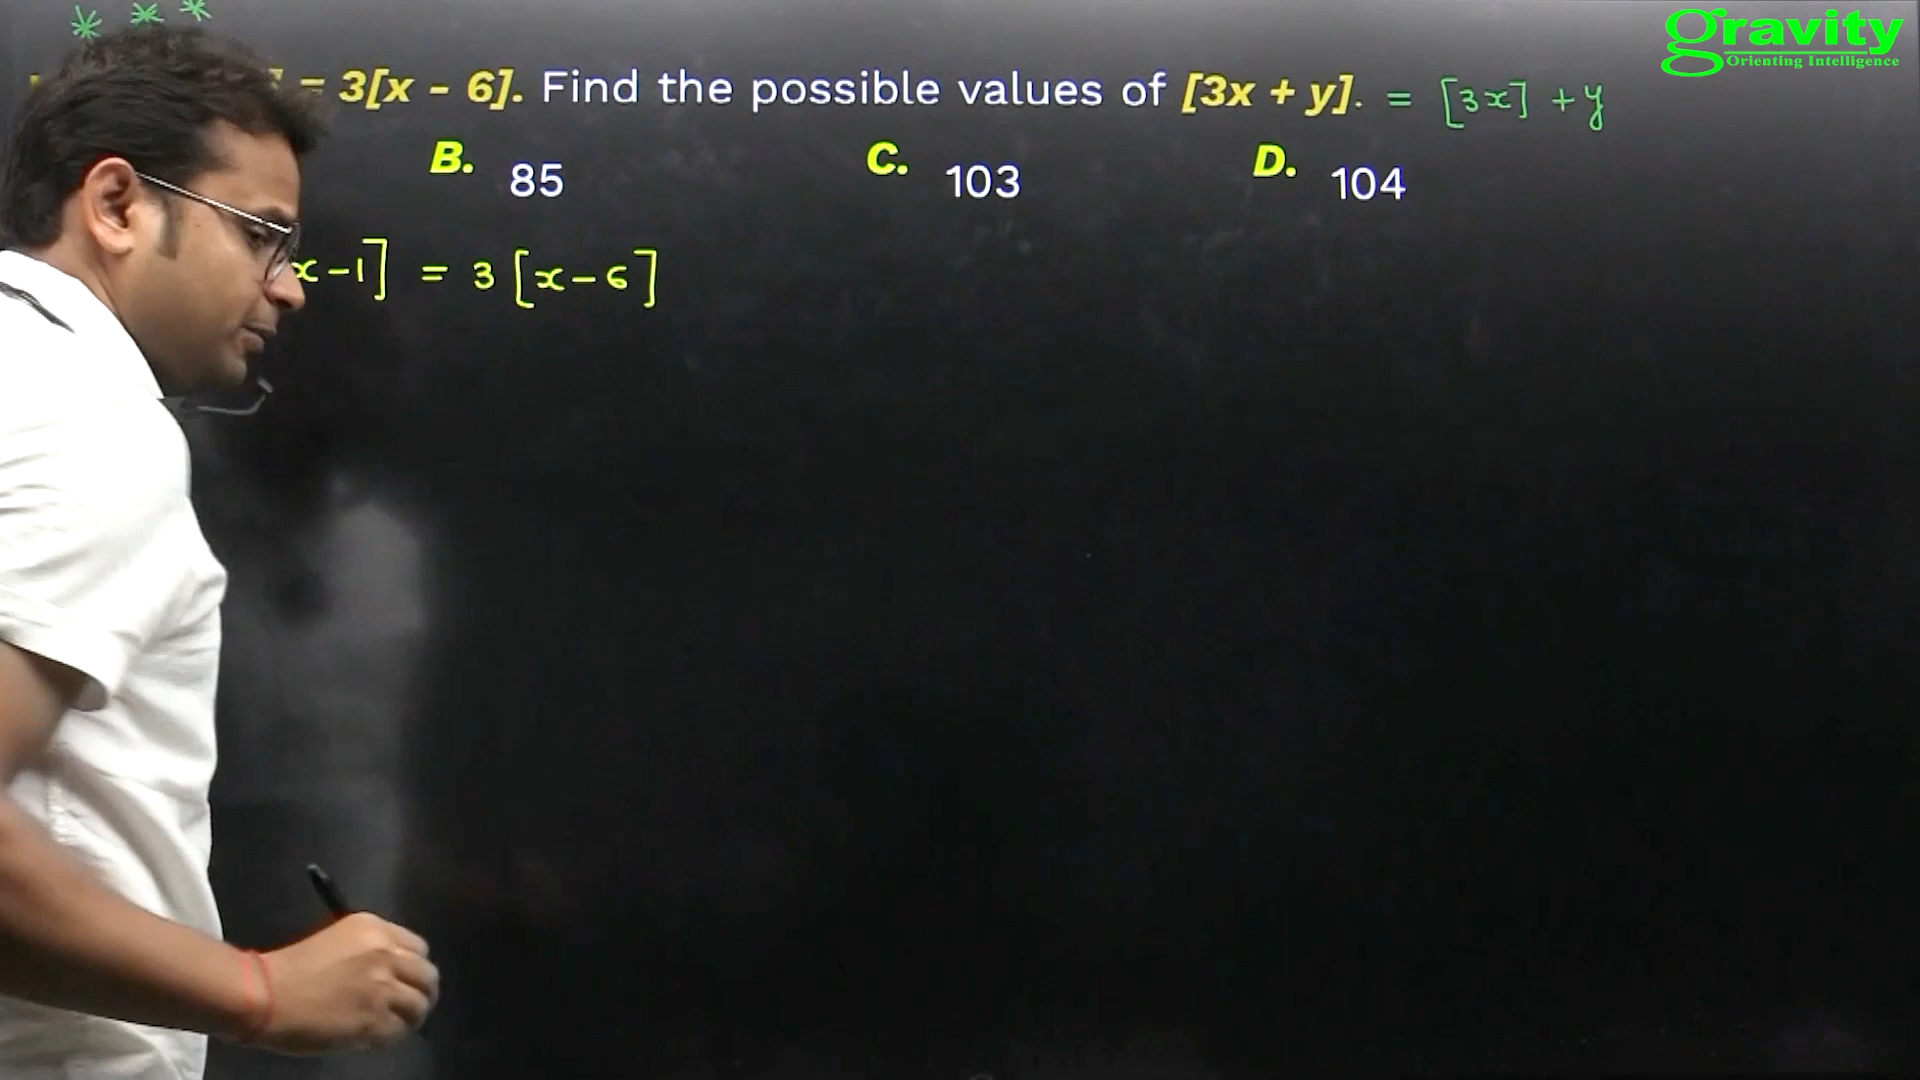 * * *
gravity
Orienting Intelligence
] = 3[x - 6]. Find the possible values of [3x + y]. = [3x] + y
B. 85 C. 103 D. 104
x-1] = 3 [x-6]